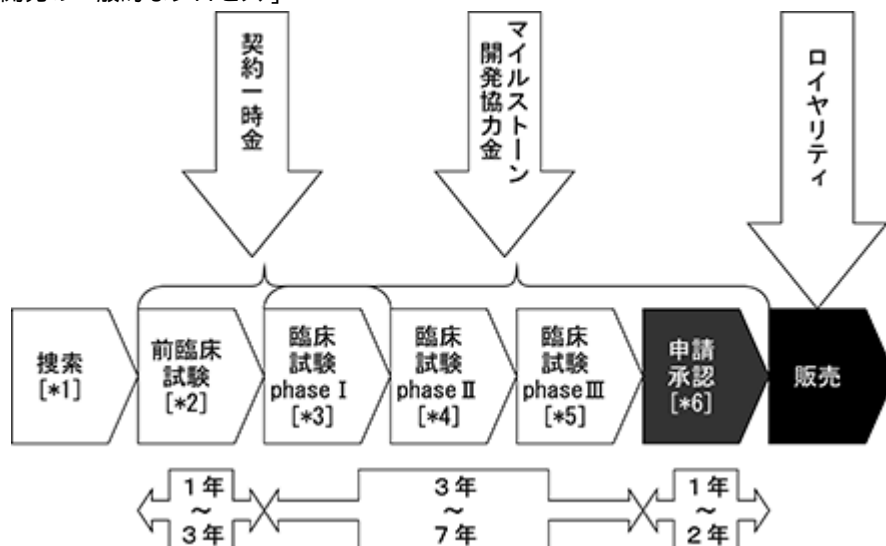 契約一時金
マイルストーン
開発協力金
ロイヤリティ
捜索
[*1]
前臨床
試験
[*2]
臨床
試験
phase Ⅰ
[*3]
臨床
試験
phase Ⅱ
[*4]
臨床
試験
phaseⅢ
[*5]
申請
承認
[*6]
販売
1年
～
3年
3年
～
7年
1年
～
2年